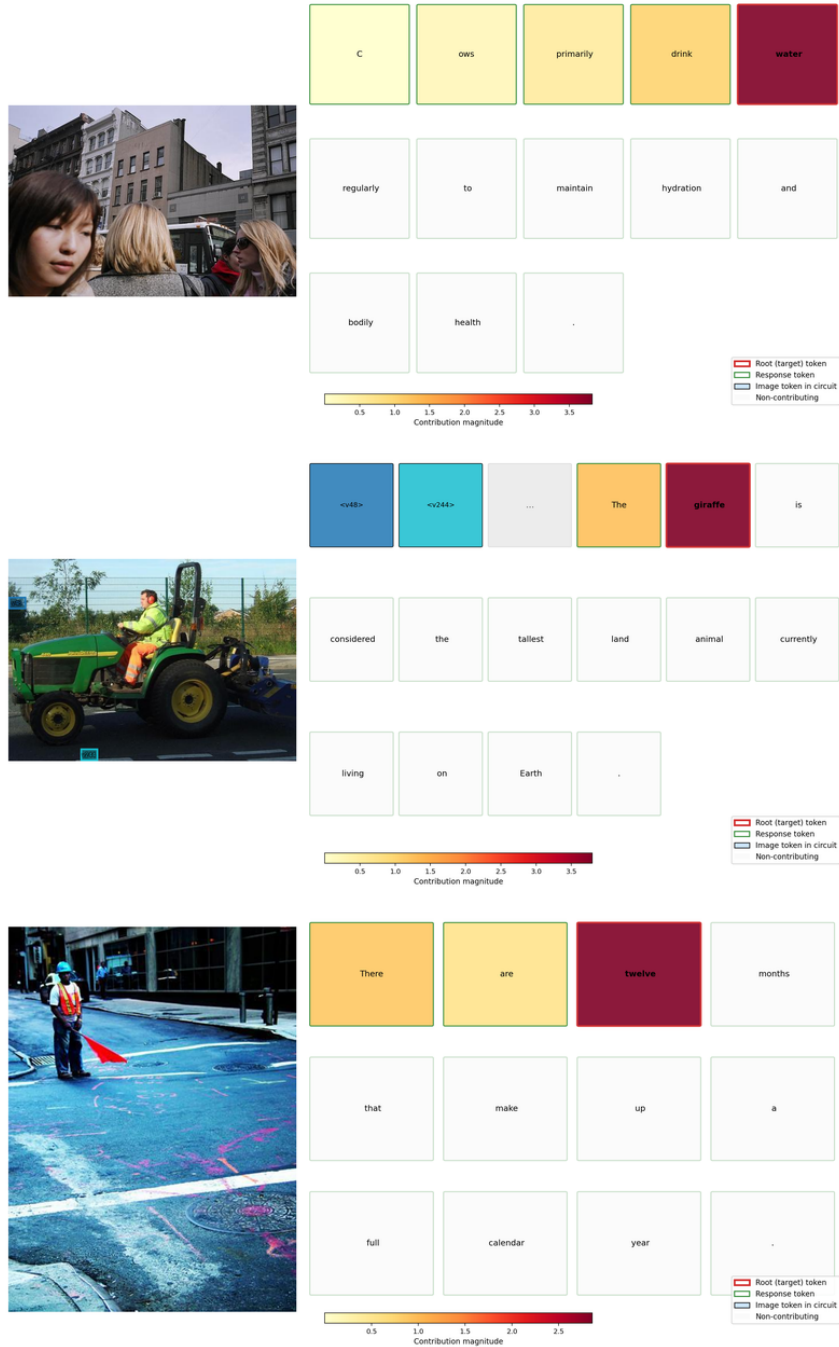 C ows primarily drink water
regularly to maintain hydration and
bodily health .
Root (target) token
Response token
Image token in circuit
Non-contributing
0.5 1.0 1.5 2.0 2.5 3.0 3.5
Contribution magnitude
<v48> <v244> ... The giraffe is
considered the tallest land animal currently
living on Earth .
Root (target) token
Response token
Image token in circuit
Non-contributing
0.5 1.0 1.5 2.0 2.5 3.0 3.5
Contribution magnitude
There are twelve months
that make up a
full calendar year .
Root (target) token
Response token
Image token in circuit
Non-contributing
0.5 1.0 1.5 2.0 2.5
Contribution magnitude